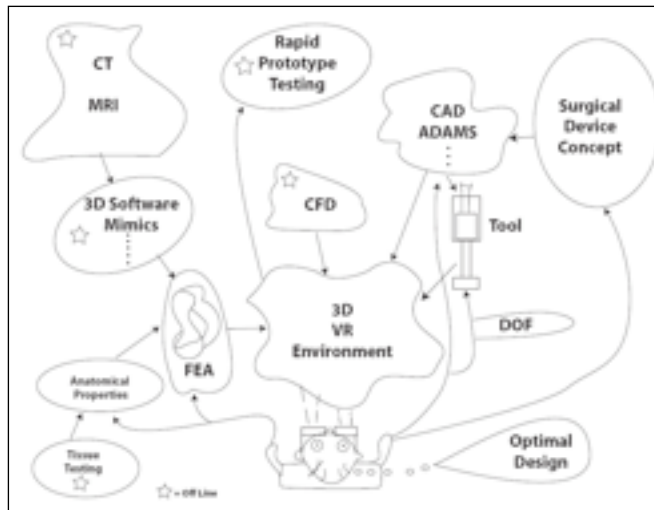 CT
MRI
Rapid
Prototype
Testing
CAD
ADAMS
Surgical
Device
Concept
3D Software
Mimics
CFD
Tool
3D
VR
Environment
DOF
FEA
Anatomical
Properties
Tissue
Testing
Optimal
Design
= Off Line